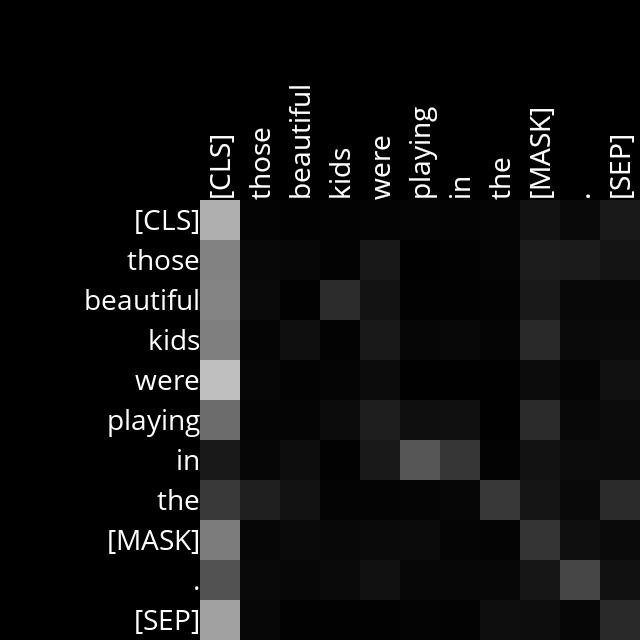 [CLS] those beautiful kids were playing in the [MASK] . [SEP]
[CLS]
those
beautiful
kids
were
playing
in
the
[MASK]
.
[SEP]